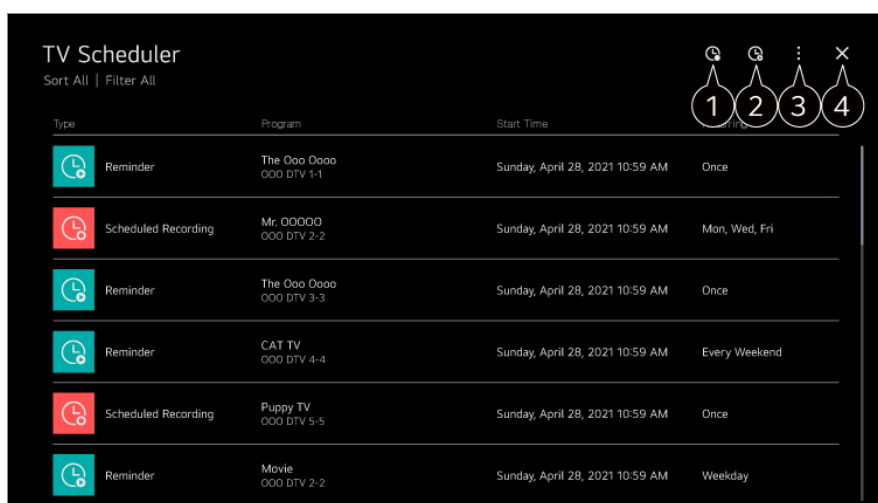 TV Scheduler
Sort All | Filter All
1 2 3 4
Type Program Start Time
Reminder The Ooo Oooo Sunday, April 28, 2021 10:59 AM Once
OOO DTV 1-1
Scheduled Recording Mr. OOOOO Sunday, April 28, 2021 10:59 AM Mon, Wed, Fri
OOO DTV 2-2
Reminder The Ooo Oooo Sunday, April 28, 2021 10:59 AM Once
OOO DTV 3-3
Reminder CAT TV Sunday, April 28, 2021 10:59 AM Every Weekend
OOO DTV 4-4
Scheduled Recording Puppy TV Sunday, April 28, 2021 10:59 AM Once
OOO DTV 5-5
Reminder Movie Sunday, April 28, 2021 10:59 AM Weekday
OOO DTV 2-2